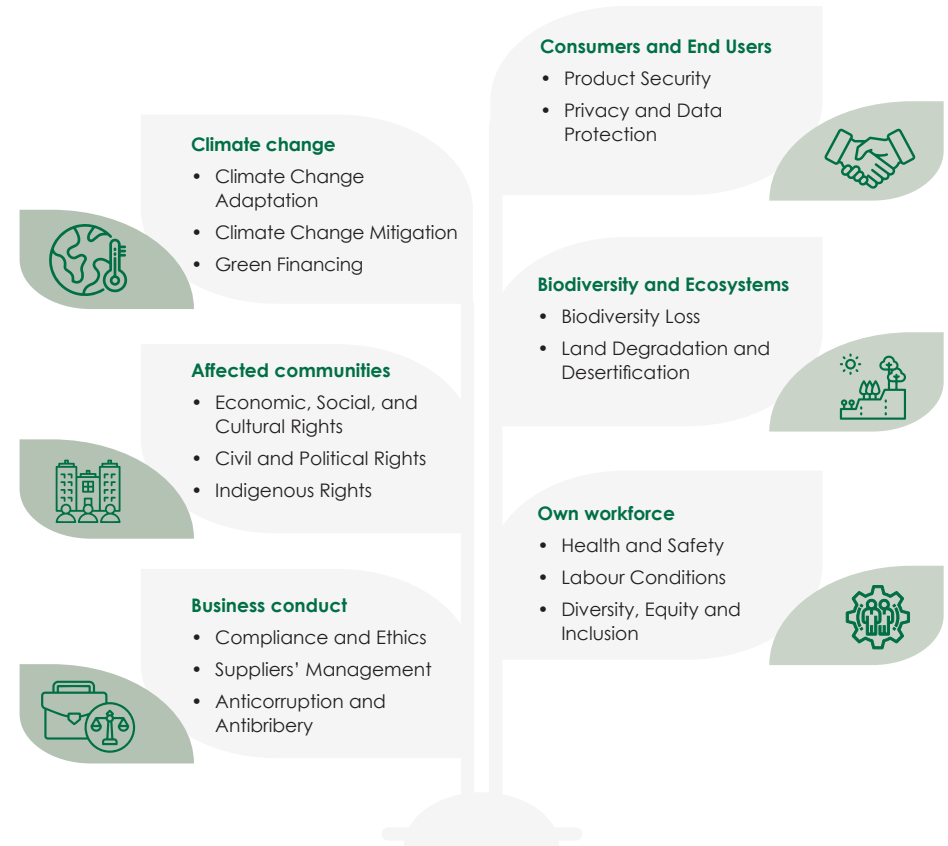 Climate change
• Climate Change
Adaptation
• Climate Change Mitigation
• Green Financing
Affected communities
• Economic, Social, and
Cultural Rights
• Civil and Political Rights
• Indigenous Rights
Business conduct
• Compliance and Ethics
• Suppliers’ Management
• Anticorruption and
Antibribery
Consumers and End Users
• Product Security
• Privacy and Data
Protection
Biodiversity and Ecosystems
• Biodiversity Loss
• Land Degradation and
Desertification
Own workforce
• Health and Safety
• Labour Conditions
• Diversity, Equity and
Inclusion